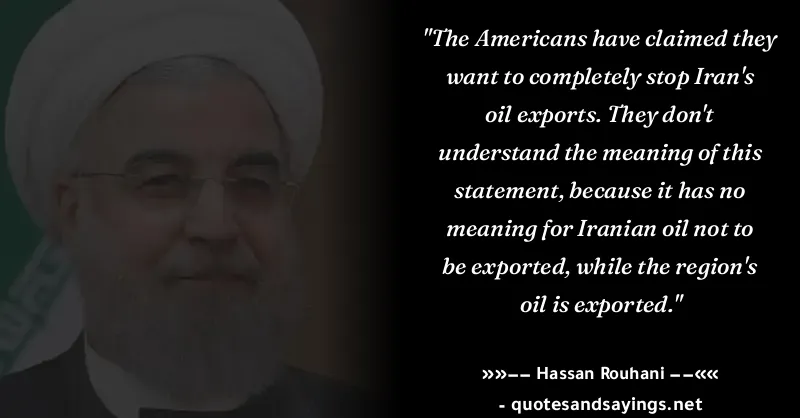 "The Americans have claimed they
want to completely stop Iran's
oil exports. They don't
understand the meaning of this
statement, because it has no
meaning for Iranian oil not to
be exported, while the region's
oil is exported."
»»–– Hassan Rouhani ––««
- quotesandsayings.net